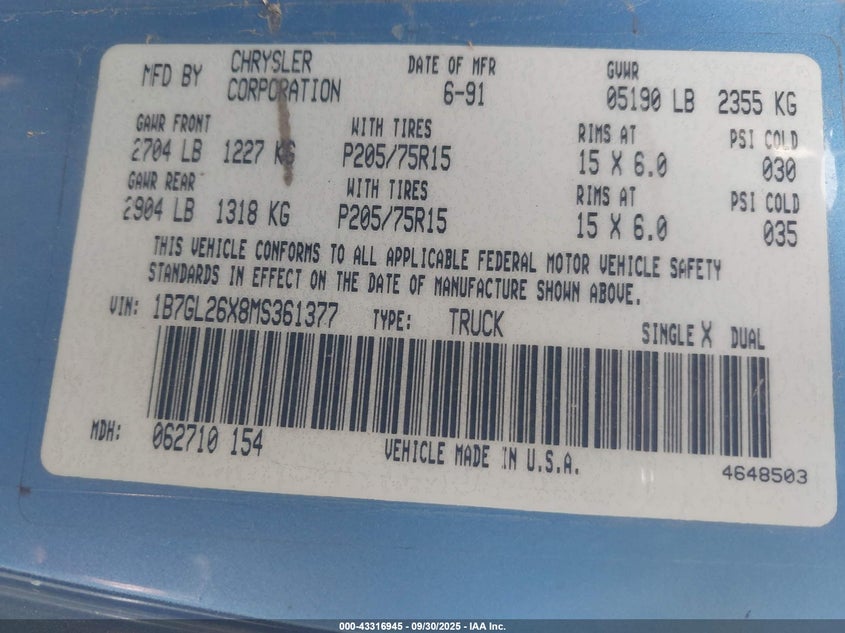 MFD BY CHRYSLER CORPORATION DATE OF MFR 6-91 GVWR 05190 LB 2355 KG
GAWR FRONT WITH TIRES RIMS AT PSI COLD
2704 LB 1227 KG P205/75R15 15 X 6.0 030
GAWR REAR WITH TIRES RIMS AT PSI COLD
2904 LB 1318 KG P205/75R15 15 X 6.0 035
THIS VEHICLE CONFORMS TO ALL APPLICABLE FEDERAL MOTOR VEHICLE SAFETY
STANDARDS IN EFFECT ON THE DATE OF MANUFACTURE SHOWN ABOVE.
VIN: 1B7GL26X8MS361377 TYPE: TRUCK SINGLE X DUAL
MDH: 062710 154 VEHICLE MADE IN U.S.A. 4648503
000-43316945 - 09/30/2025 - IAA Inc.